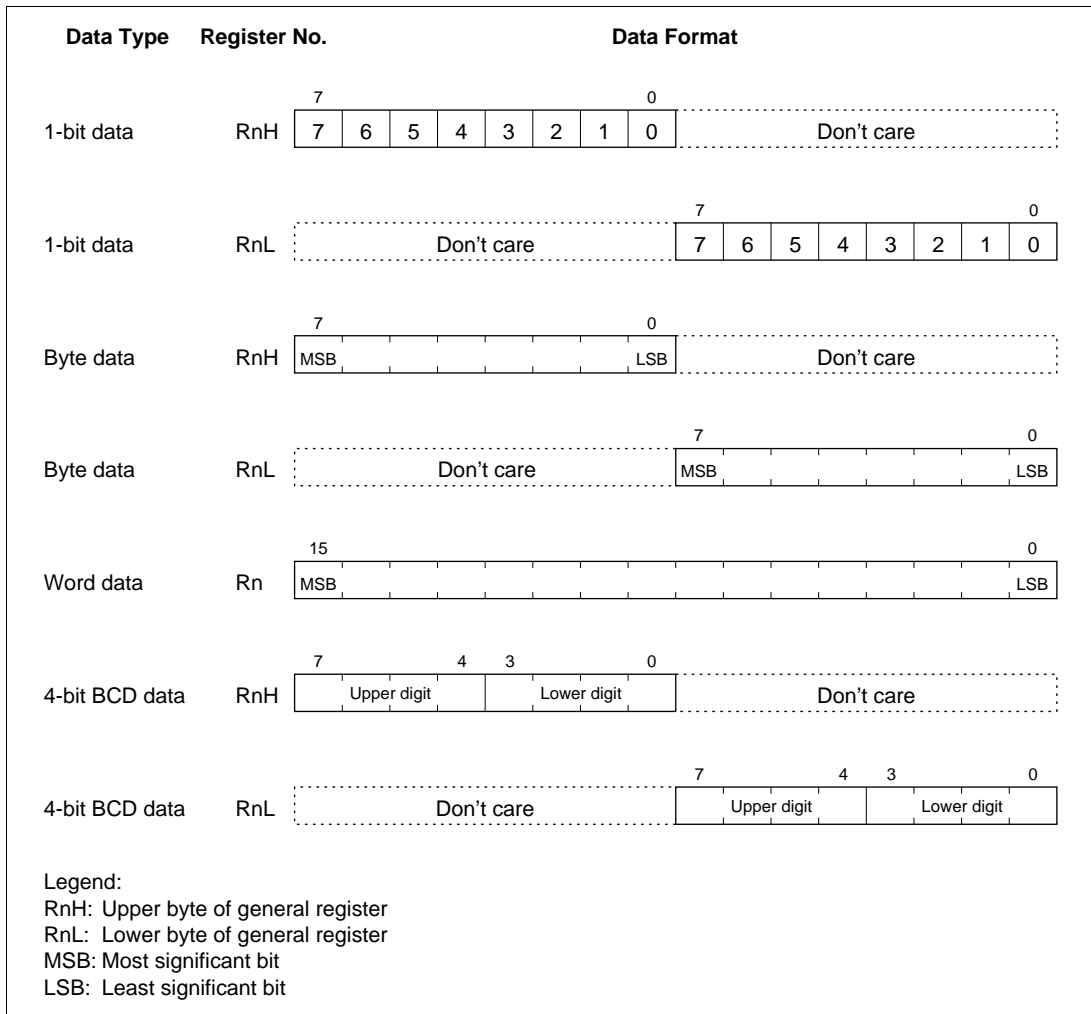 Data Type Register No. Data Format
7 0
1-bit data RnH 7 6 5 4 3 2 1 0 Don't care
7 0
1-bit data RnL Don't care 7 6 5 4 3 2 1 0
7 0
Byte data RnH MSB LSB Don't care
7 0
Byte data RnL Don't care MSB LSB
15 0
Word data Rn MSB LSB
7 4 3 0
4-bit BCD data RnH Upper digit Lower digit Don't care
7 4 3 0
4-bit BCD data RnL Don't care Upper digit Lower digit
Legend:
RnH: Upper byte of general register
RnL: Lower byte of general register
MSB: Most significant bit
LSB: Least significant bit